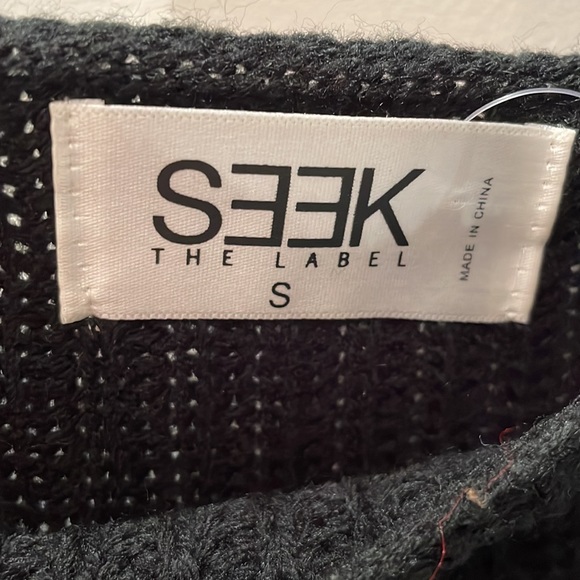 SEEK
THE LABEL
S
MADE IN CHINA